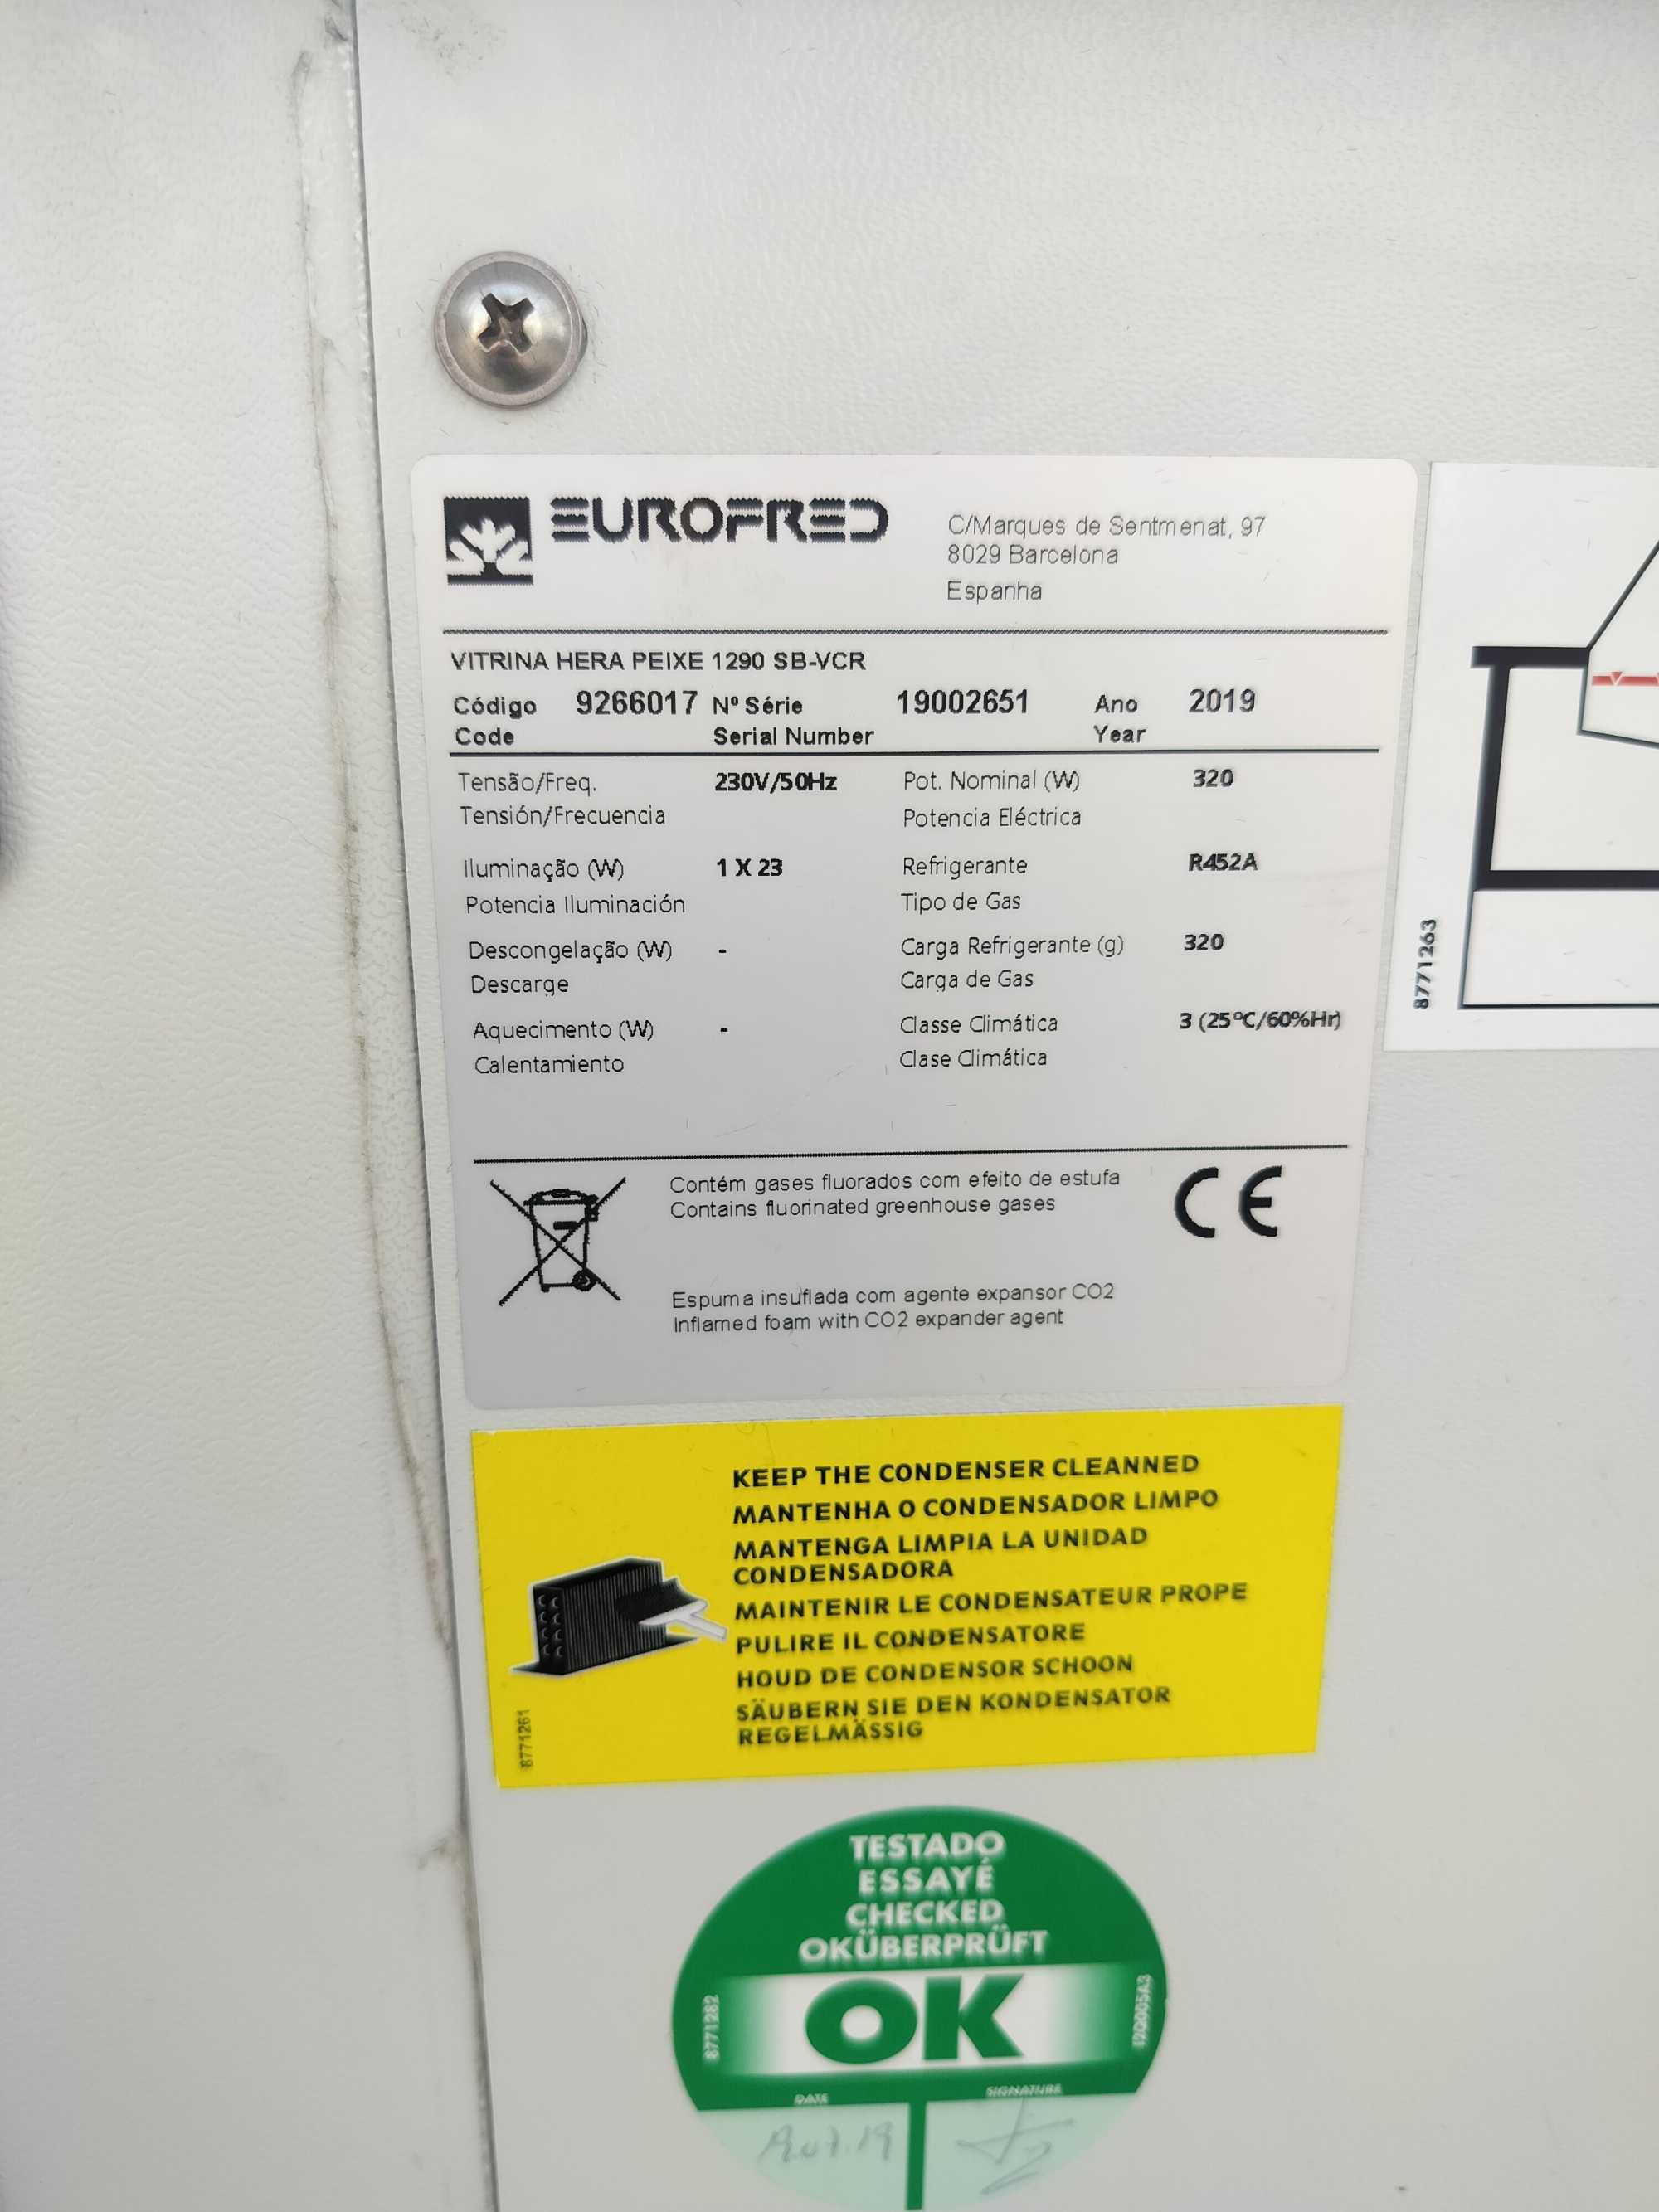 EUROFRED
C/Marques de Sentmenat, 97
8029 Barcelona
Espanha
VITRINA HERA PEIXE 1290 SB-VCR
Código 9266017 Nº Série 19002651 Ano 2019
Code Serial Number Year
Tensão/Freq. 230V/50Hz Pot. Nominal (W) 320
Tensión/Frecuencia Potencia Eléctrica
Iluminação (W) 1 X 23 Refrigerante R452A
Potencia Iluminación Tipo de Gas
Descongelação (W) - Carga Refrigerante (g) 320
Descarge Carga de Gas
Aquecimento (W) - Classe Climática 3 (25ºC/60%Hr)
Calentamiento Clase Climática
Contém gases fluorados com efeito de estufa
Contains fluorinated greenhouse gases
CE
Espuma insuflada com agente expansor CO2
Inflamed foam with CO2 expander agent
8771263
KEEP THE CONDENSER CLEANNED
MANTENHA O CONDENSADOR LIMPO
MANTENGA LIMPIA LA UNIDAD
CONDENSADORA
MAINTENIR LE CONDENSATEUR PROPE
PULIRE IL CONDENSATORE
HOUD DE CONDENSOR SCHOON
SÄUBERN SIE DEN KONDENSATOR
REGELMÄSSIG
8771261
TESTADO
ESSAYÉ
CHECKED
OKÜBERPRÜFT
OK
8771282
DATE SIGNATURE